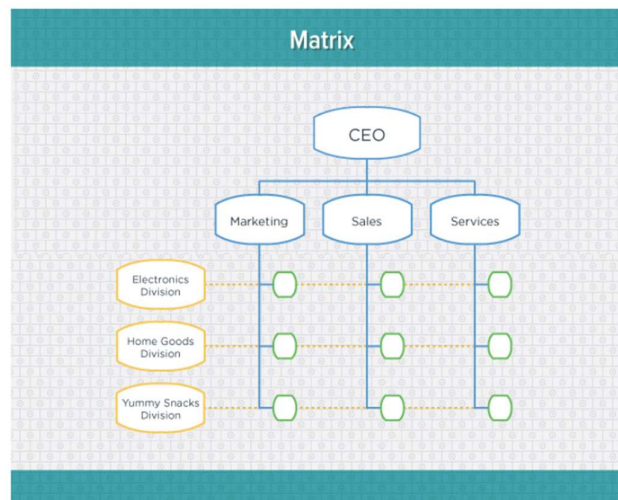 Matrix
CEO
Marketing
Sales
Services
Electronics
Division
Home Goods
Division
Yummy Snacks
Division